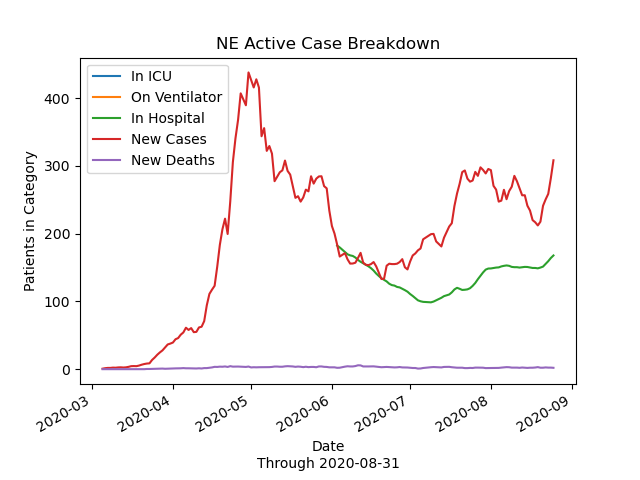 NE Active Case Breakdown
In ICU
On Ventilator
In Hospital
New Cases
New Deaths
Patients in Category
400
300
200
100
0
2020-03
2020-04
2020-05
2020-06
2020-07
2020-08
2020-09
Date
Through 2020-08-31